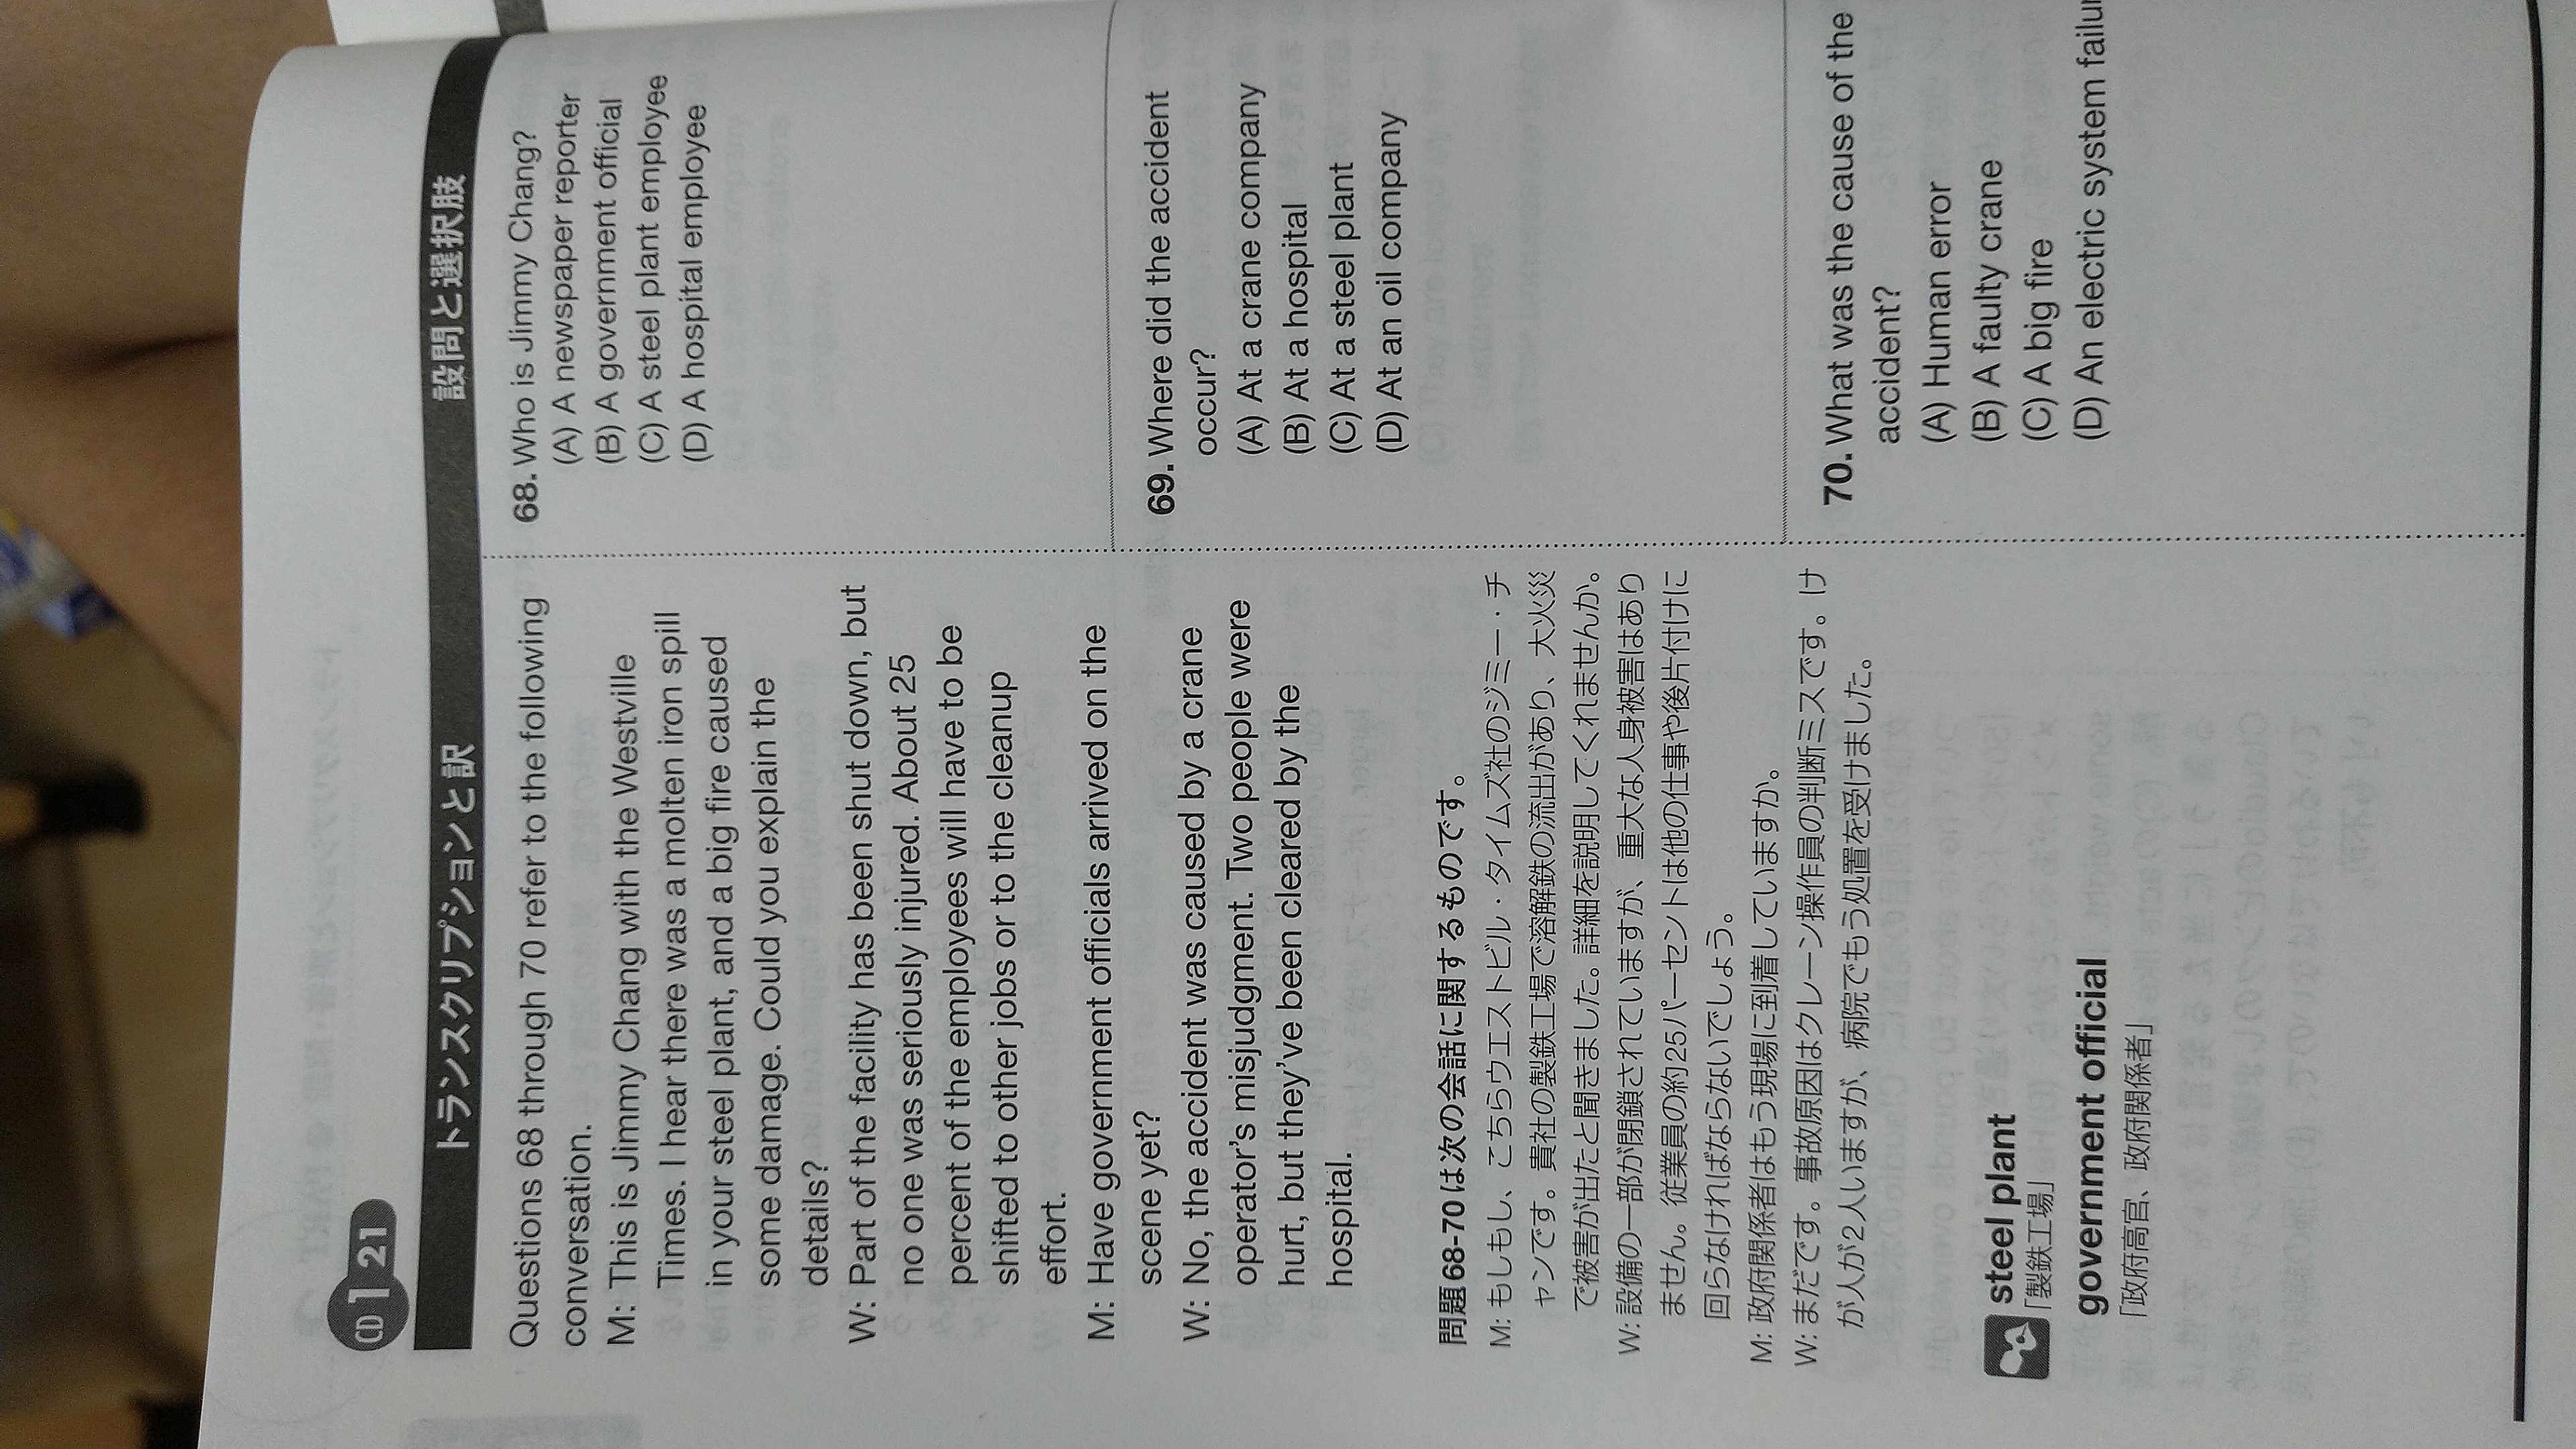 CD 1 21
トランスクリプションと訳
Questions 68 through 70 refer to the following
conversation.
M: This is Jimmy Chang with the Westville
Times. I hear there was a molten iron spill
in your steel plant, and a big fire caused
some damage. Could you explain the
details?
W: Part of the facility has been shut down, but
no one was seriously injured. About 25
percent of the employees will have to be
shifted to other jobs or to the cleanup
effort.
M: Have government officials arrived on the
scene yet?
W: No, the accident was caused by a crane
operator's misjudgment. Two people were
hurt, but they've been cleared by the
hospital.
問題68-70は次の会話に関するものです。
M: もしもし、こちらウエストビル・タイムズ社のジミー・チ
ャンです。貴社の製鉄工場で溶解鉄の流出があり、大火災
で被害が出たと聞きました。詳細を説明してくれませんか。
W: 設備の一部が閉鎖されていますが、重大な人身被害はあり
ません。従業員の約25パーセントは他の仕事や後片付けに
回らなければならないでしょう。
M: 政府関係者はもう現場に到着していますか。
W: まだです。事故原因はクレーン操作員の判断ミスです。け
が人が2人いますが、病院でもう処置を受けました。
steel plant
「製鉄工場」
government official
「政府高官、政府関係者」
設問と選択肢
68. Who is Jimmy Chang?
(A) A newspaper reporter
(B) A government official
(C) A steel plant employee
(D) A hospital employee
69. Where did the accident
occur?
(A) At a crane company
(B) At a hospital
(C) At a steel plant
(D) At an oil company
70. What was the cause of the
accident?
(A) Human error
(B) A faulty crane
(C) A big fire
(D) An electric system